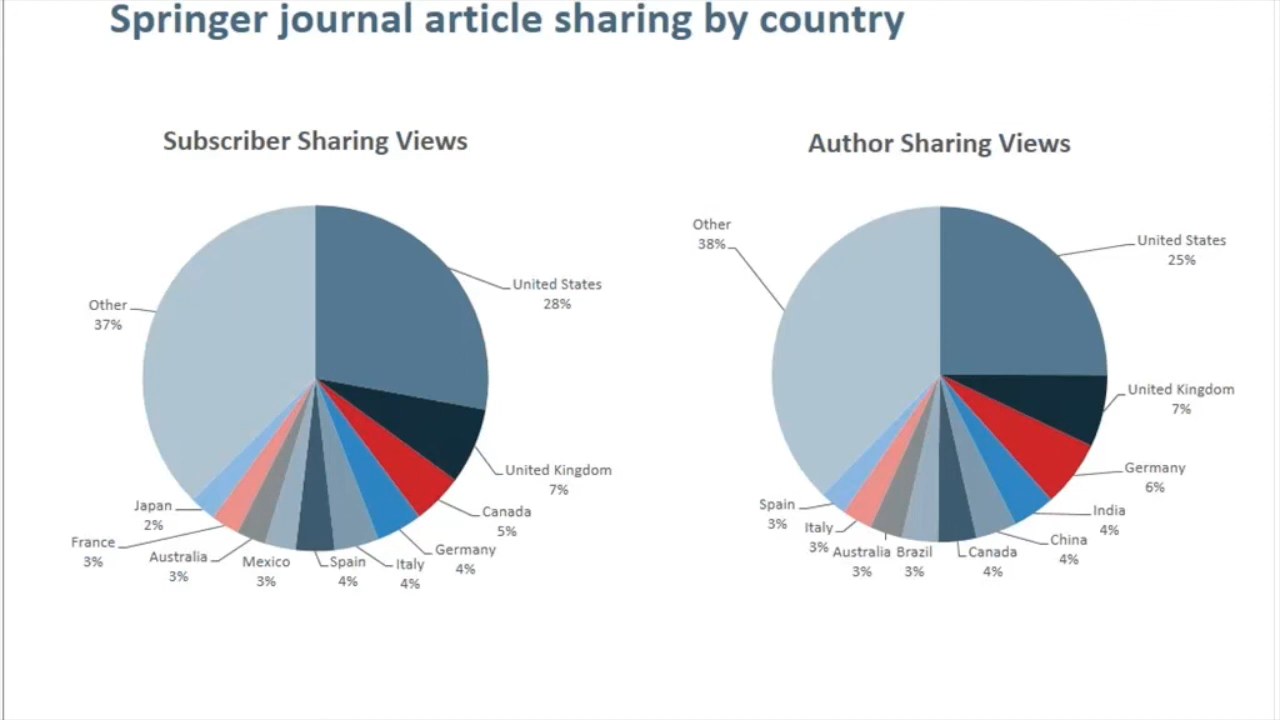 Springer journal article sharing by country
Subscriber Sharing Views
United States
28%
United Kingdom
7%
Canada
5%
Germany
4%
Italy
4%
Spain
4%
Mexico
3%
Australia
3%
France
3%
Japan
2%
Other
37%
Author Sharing Views
United States
25%
United Kingdom
7%
Germany
6%
India
4%
China
4%
Canada
4%
Brazil
3%
Australia
3%
Italy
3%
Spain
3%
Other
38%